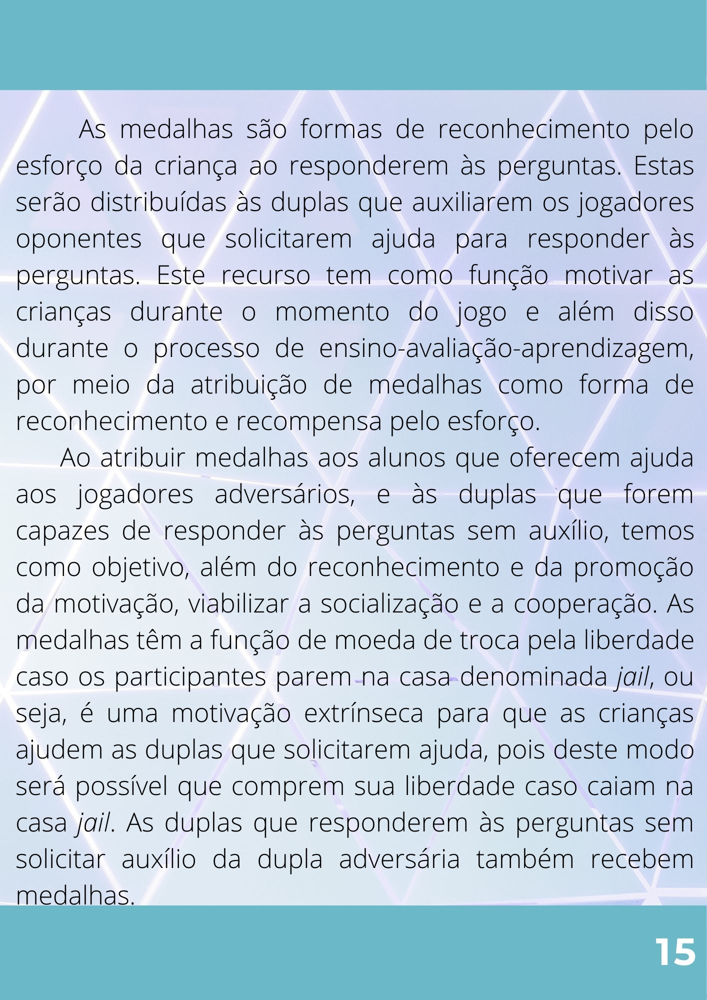 As medalhas são formas de reconhecimento pelo
esforço da criança ao responderem às perguntas. Estas
serão distribuídas às duplas que auxiliarem os jogadores
oponentes que solicitarem ajuda para responder às
perguntas. Este recurso tem como função motivar as
crianças durante o momento do jogo e além disso
durante o processo de ensino-avaliação-aprendizagem,
por meio da atribuição de medalhas como forma de
reconhecimento e recompensa pelo esforço.
Ao atribuir medalhas aos alunos que oferecem ajuda
aos jogadores adversários, e às duplas que forem
capazes de responder às perguntas sem auxílio, temos
como objetivo, além do reconhecimento e da promoção
da motivação, viabilizar a socialização e a cooperação. As
medalhas têm a função de moeda de troca pela liberdade
caso os participantes parem na casa denominada jail, ou
seja, é uma motivação extrínseca para que as crianças
ajudem as duplas que solicitarem ajuda, pois deste modo
será possível que comprem sua liberdade caso caiam na
casa jail. As duplas que responderem às perguntas sem
solicitar auxílio da dupla adversária também recebem
medalhas.
15